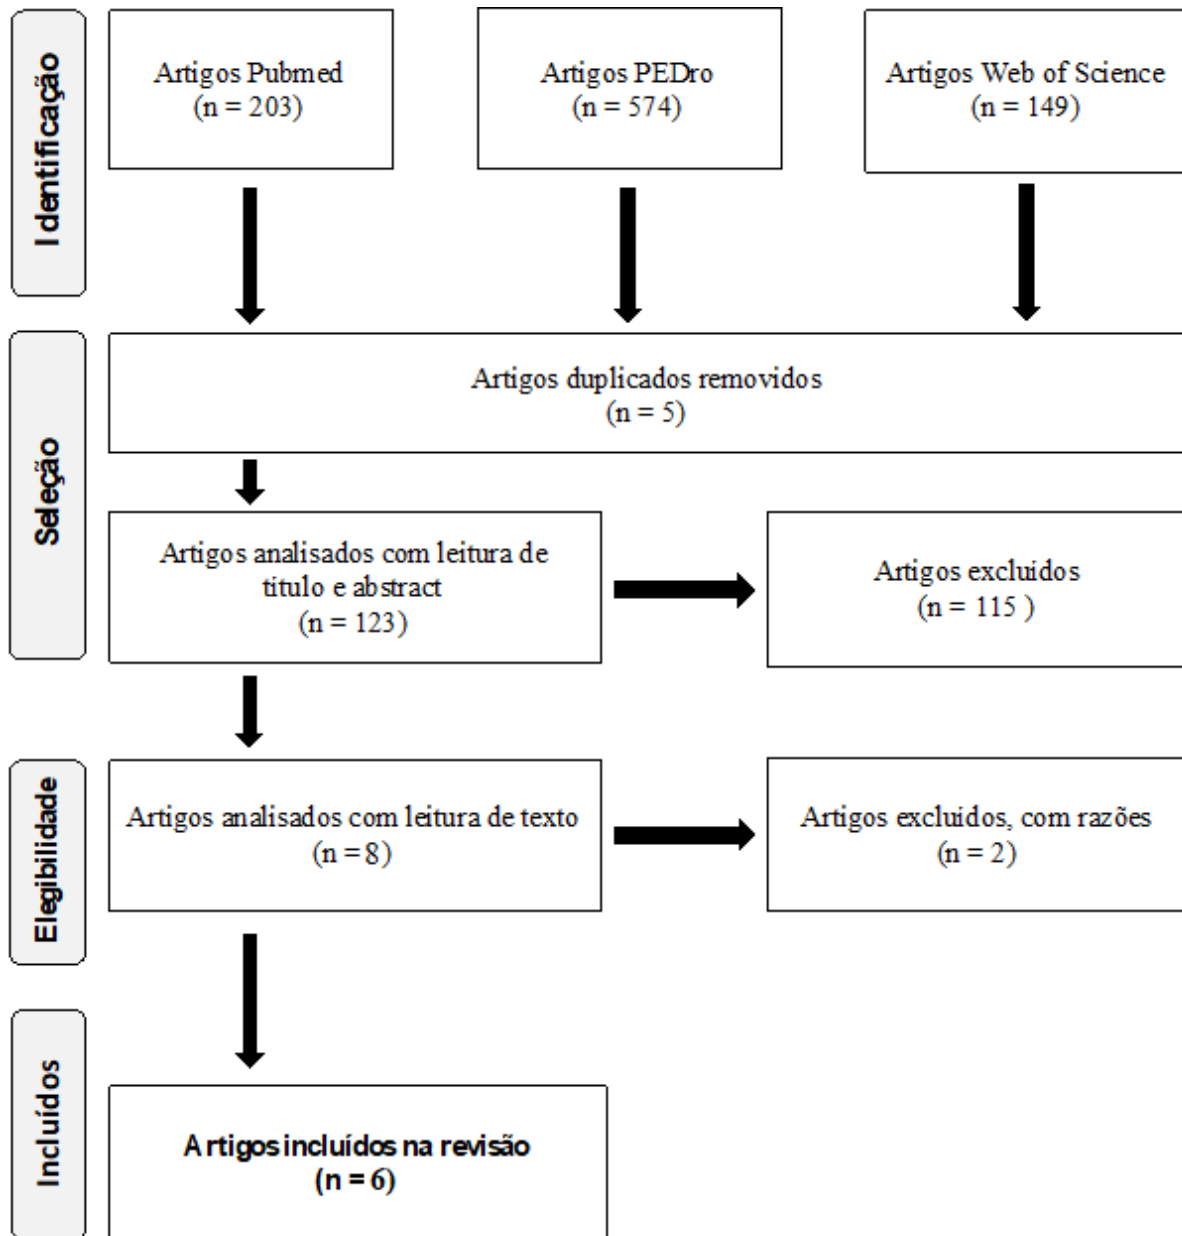 Identificação
Artigos Pubmed
(n = 203)
Artigos PEDro
(n = 574)
Artigos Web of Science
(n = 149)
Seleção
Artigos duplicados removidos
(n = 5)
Artigos analisados com leitura de
titulo e abstract
(n = 123)
Artigos excluidos
(n = 115 )
Elegibilidade
Artigos analisados com leitura de texto
(n = 8)
Artigos excluidos, com razões
(n = 2)
Incluídos
Artigos incluídos na revisão
(n = 6)